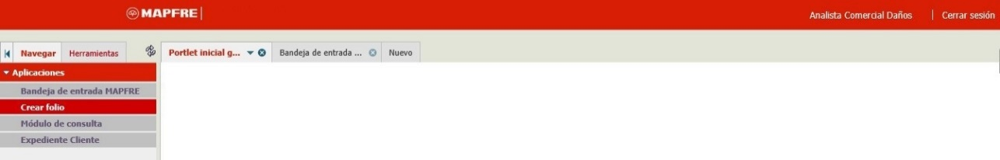 MAPFRE
Analista Comercial Daños | Cerrar sesión
Navegar Herramientas Portlet inicial g... Bandeja de entrada ... Nuevo
Aplicaciones
Bandeja de entrada MAPFRE
Crear folio
Módulo de consulta
Expediente Cliente